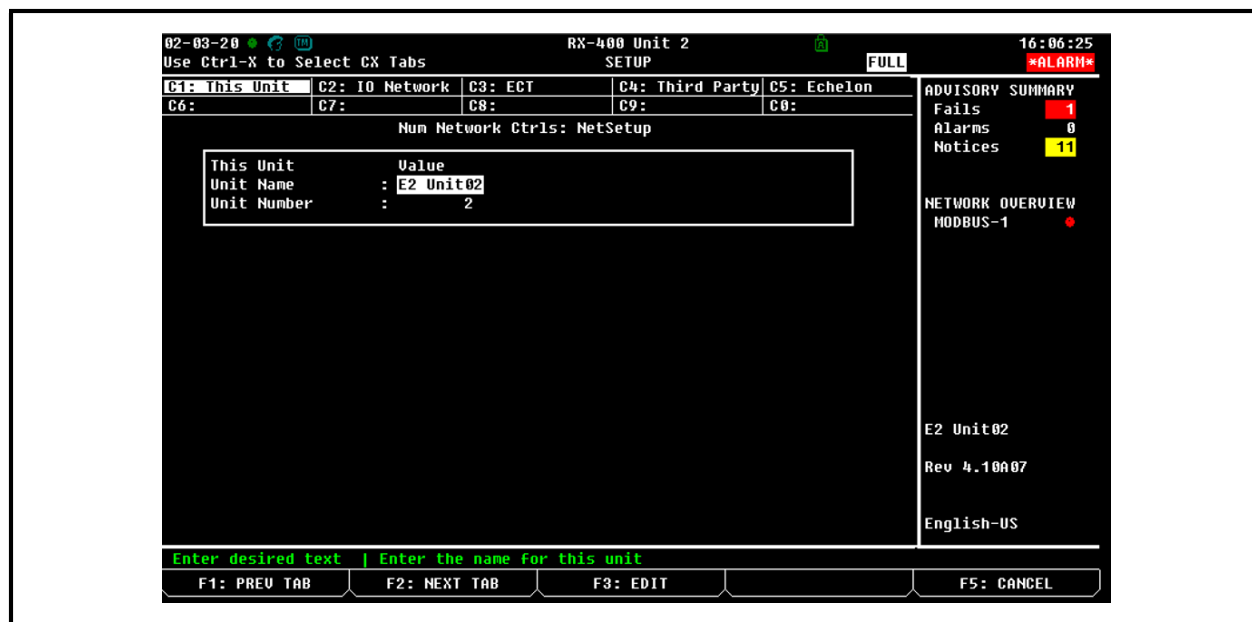 02-03-20 TM RX-400 Unit 2 A 16:06:25
Use Ctrl-X to Select CX Tabs SETUP FULL *ALARM*
C1: This Unit C2: IO Network C3: ECT C4: Third Party C5: Echelon
C6: C7: C8: C9: C0:
Num Network Ctrls: NetSetup
This Unit Value
Unit Name : E2 Unit02
Unit Number : 2
ADVISORY SUMMARY
Fails 1
Alarms 0
Notices 11
NETWORK OVERVIEW
MODBUS-1
E2 Unit02
Rev 4.10A07
English-US
Enter desired text | Enter the name for this unit
F1: PREV TAB F2: NEXT TAB F3: EDIT F5: CANCEL